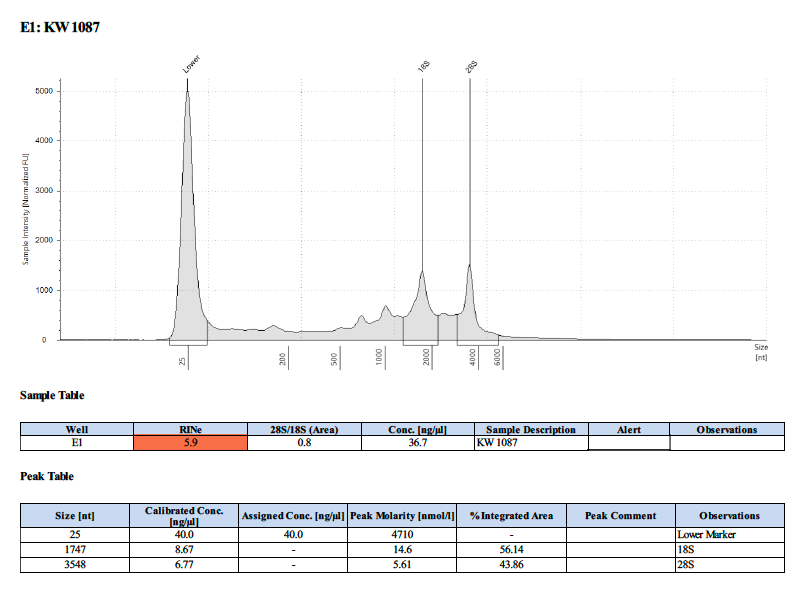 E1: KW 1087
Lower
18S
28S
5000
4000
3000
2000
1000
0
Sample Intensity [Normalized FU]
25
200
500
1000
2000
4000
6000
Size
[nt]
Sample Table
Well RINe 28S/18S (Area) Conc. [ng/µl] Sample Description Alert Observations
E1 5.9 0.8 36.7 KW 1087
Peak Table
Size [nt] Calibrated Conc. [ng/µl] Assigned Conc. [ng/µl] Peak Molarity [nmol/l] % Integrated Area Peak Comment Observations
25 40.0 40.0 4710 - Lower Marker
1747 8.67 - 14.6 56.14 18S
3548 6.77 - 5.61 43.86 28S